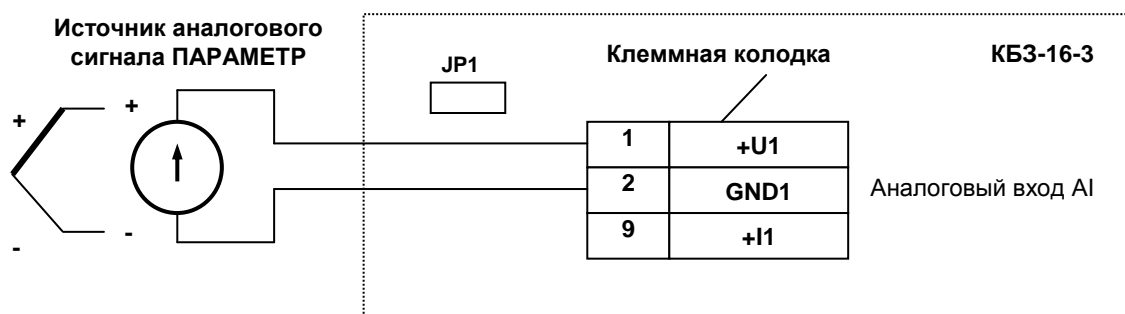 Источник аналогового
сигнала ПАРАМЕТР
JP1
Клеммная колодка
КБЗ-16-3
+
+
-
-
1
+U1
2
GND1
9
+I1
Аналоговый вход AI